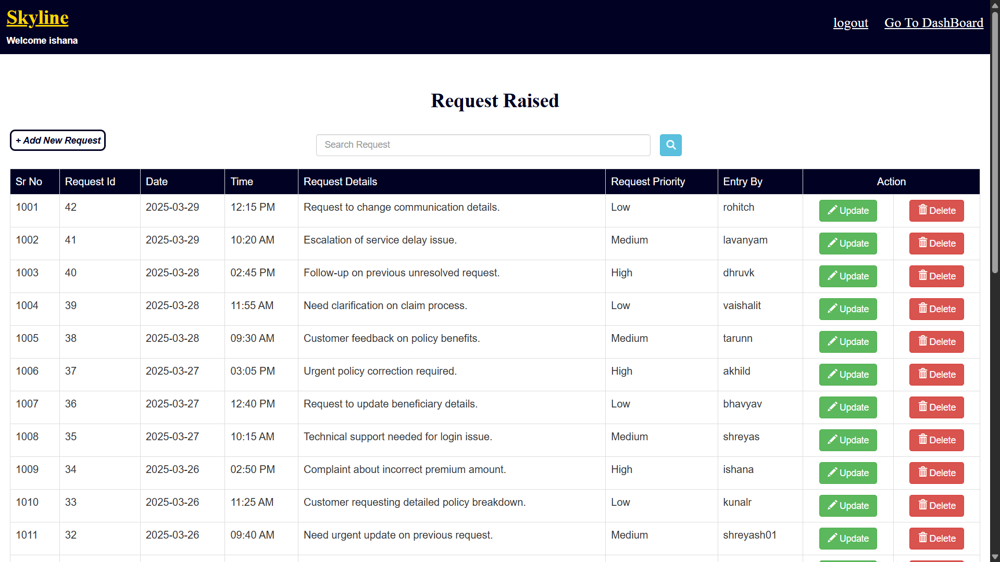 Skyline
Welcome ishana
logout Go To DashBoard
Request Raised
+ Add New Request
Search Request
Sr No Request Id Date Time Request Details Request Priority Entry By Action
1001 42 2025-03-29 12:15 PM Request to change communication details. Low rohitch Update Delete
1002 41 2025-03-29 10:20 AM Escalation of service delay issue. Medium lavanyam Update Delete
1003 40 2025-03-28 02:45 PM Follow-up on previous unresolved request. High dhruvk Update Delete
1004 39 2025-03-28 11:55 AM Need clarification on claim process. Low vaishalit Update Delete
1005 38 2025-03-28 09:30 AM Customer feedback on policy benefits. Medium tarunn Update Delete
1006 37 2025-03-27 03:05 PM Urgent policy correction required. High akhild Update Delete
1007 36 2025-03-27 12:40 PM Request to update beneficiary details. Low bhavyav Update Delete
1008 35 2025-03-27 10:15 AM Technical support needed for login issue. Medium shreyas Update Delete
1009 34 2025-03-26 02:50 PM Complaint about incorrect premium amount. High ishana Update Delete
1010 33 2025-03-26 11:25 AM Customer requesting detailed policy breakdown. Low kunalr Update Delete
1011 32 2025-03-26 09:40 AM Need urgent update on previous request. Medium shreyash01 Update Delete